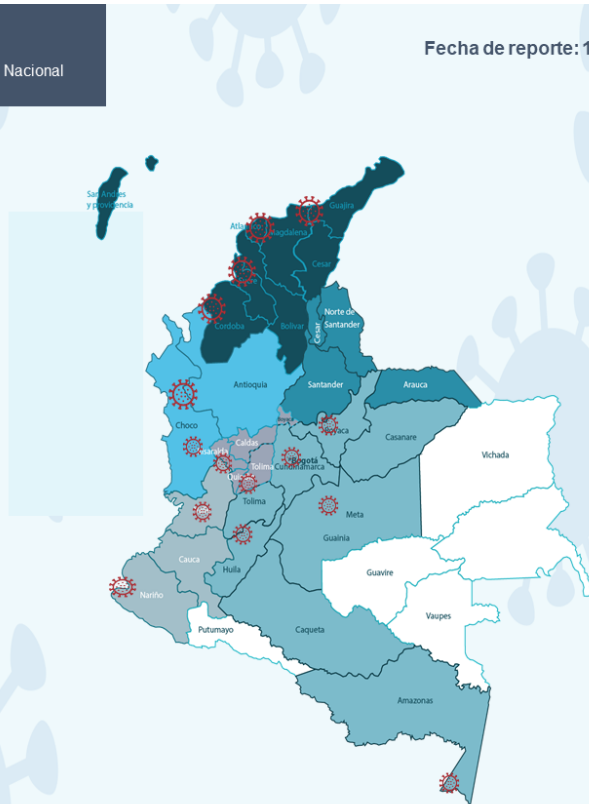 Nacional
Fecha de reporte: 1
San Andres
y providencia
Guajira
Magdalena
Cesar
Cordoba
Bolivar
Norte de
Santander
Cesar
Antioquia
Santander
Arauca
Choco
Caldas
Casanare
Vichada
Bogotá
Tolima
Cundinamarca
Tolima
Meta
Guainia
Cauca
Huila
Guavire
Nariño
Vaupes
Putumayo
Caqueta
Amazonas